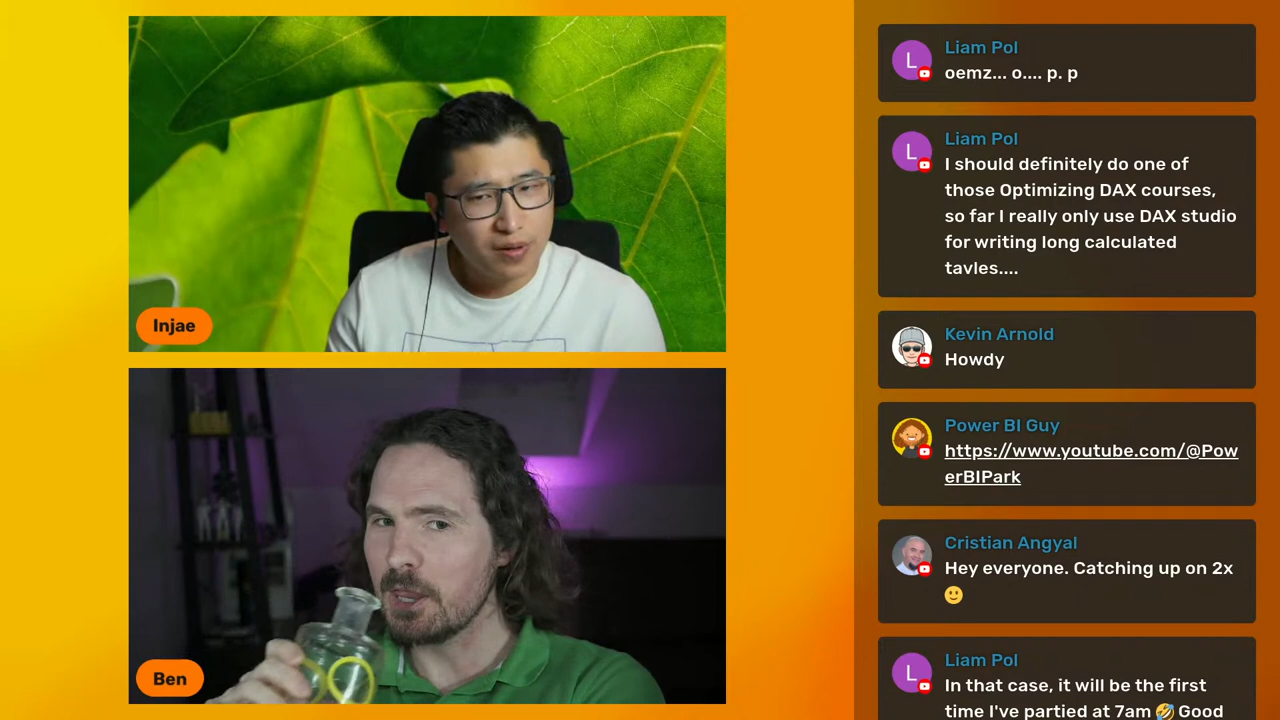 Injae
Ben
Liam Pol
oemz... o.... p. p
Liam Pol
I should definitely do one of
those Optimizing DAX courses,
so far I really only use DAX studio
for writing long calculated
tavles....
Kevin Arnold
Howdy
Power BI Guy
https://www.youtube.com/@Pow
erBIPark
Cristian Angyal
Hey everyone. Catching up on 2x
🙂
Liam Pol
In that case, it will be the first
time I've partied at 7am 🤣 Good
L
L
L